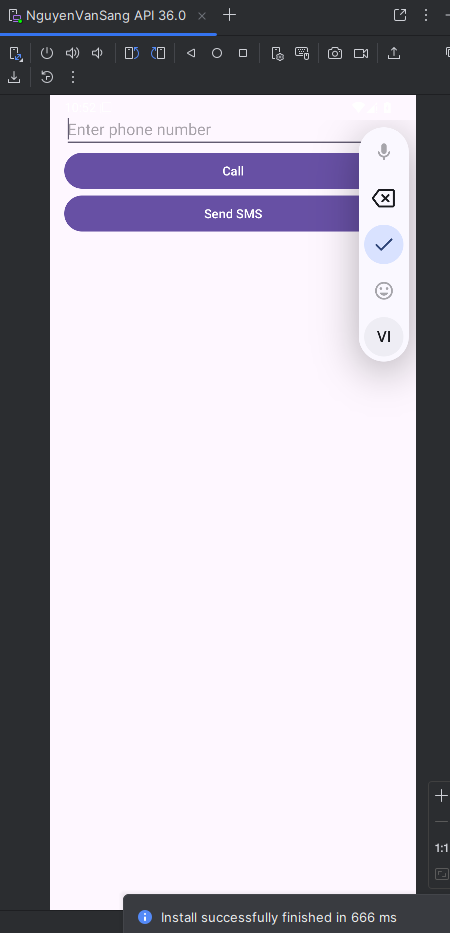 NguyenVanSang API 36.0
Enter phone number
Call
Send SMS
VI
1:1
Install successfully finished in 666 ms